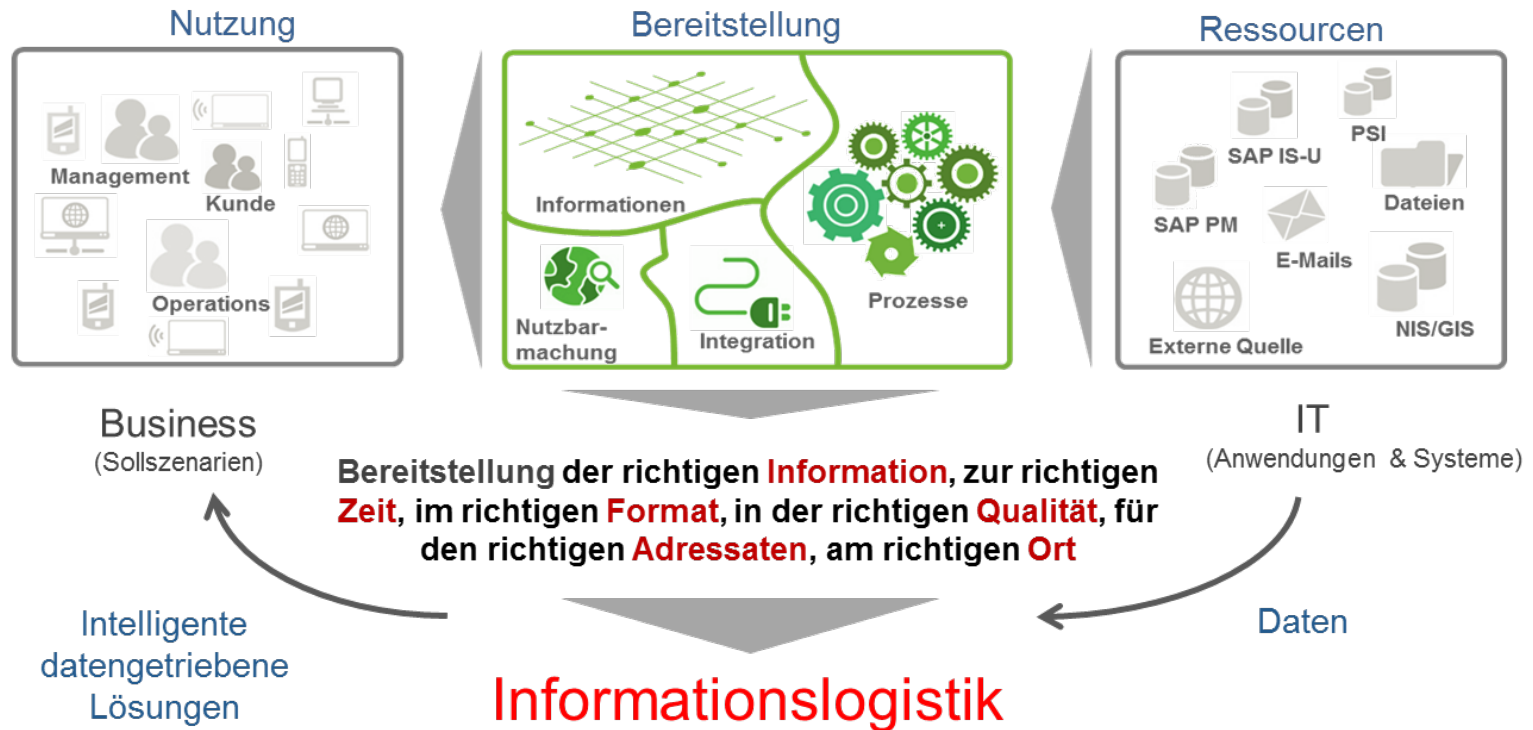 Nutzung
Bereitstellung
Ressourcen
Management
Kunde
Operations
Informationen
Nutzbar-
machung
Integration
Prozesse
PSI
SAP IS-U
Dateien
SAP PM
E-Mails
NIS/GIS
Externe Quelle
Business
(Sollszenarien)
IT
(Anwendungen & Systeme)
Bereitstellung der richtigen Information, zur richtigen
Zeit, im richtigen Format, in der richtigen Qualität, für
den richtigen Adressaten, am richtigen Ort
Intelligente
datengetriebene
Lösungen
Daten
Informationslogistik